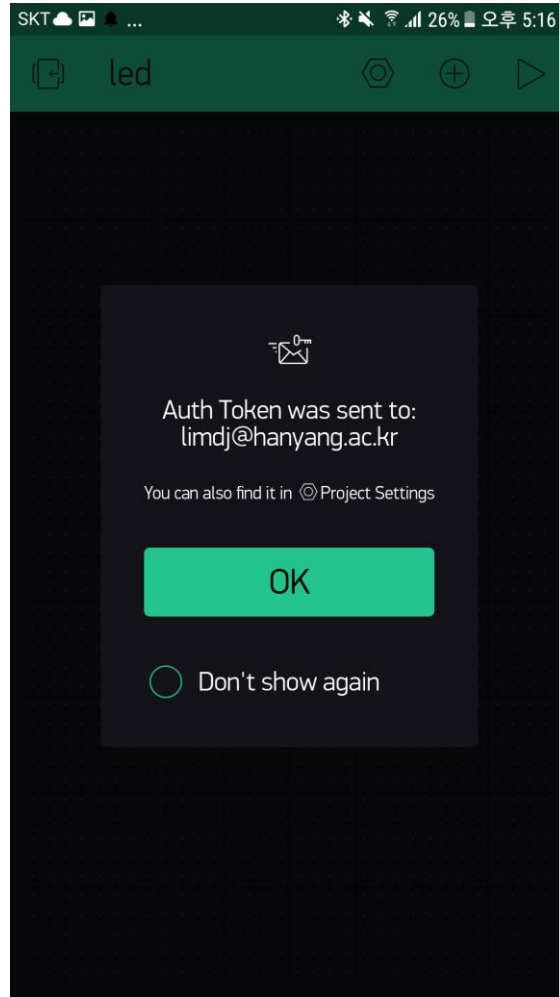 SKT ... 26% 오후 5:16
led
Auth Token was sent to:
limdj@hanyang.ac.kr
You can also find it in Project Settings
OK
Don't show again